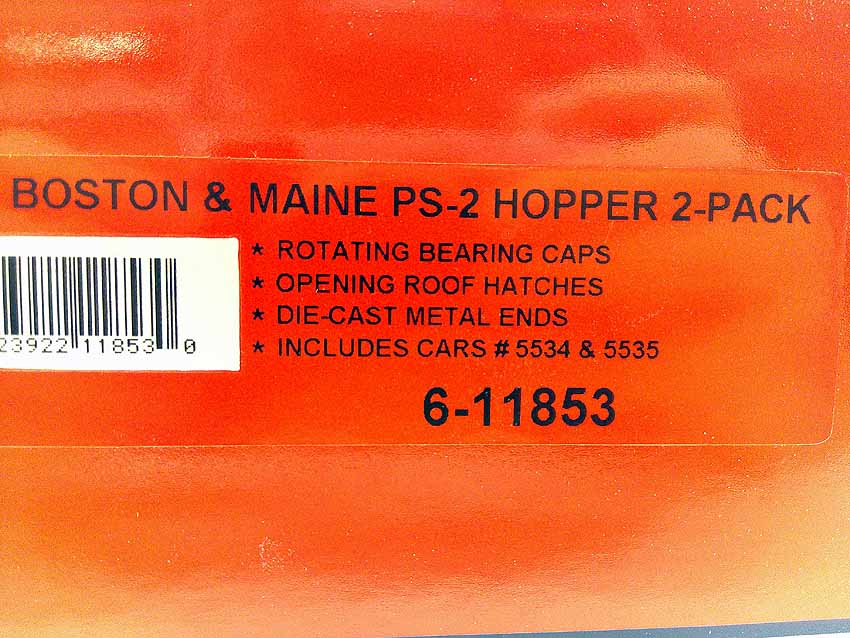 BOSTON & MAINE PS-2 HOPPER 2-PACK
* ROTATING BEARING CAPS
* OPENING ROOF HATCHES
* DIE-CAST METAL ENDS
* INCLUDES CARS # 5534 & 5535
23922 11853 0
6-11853